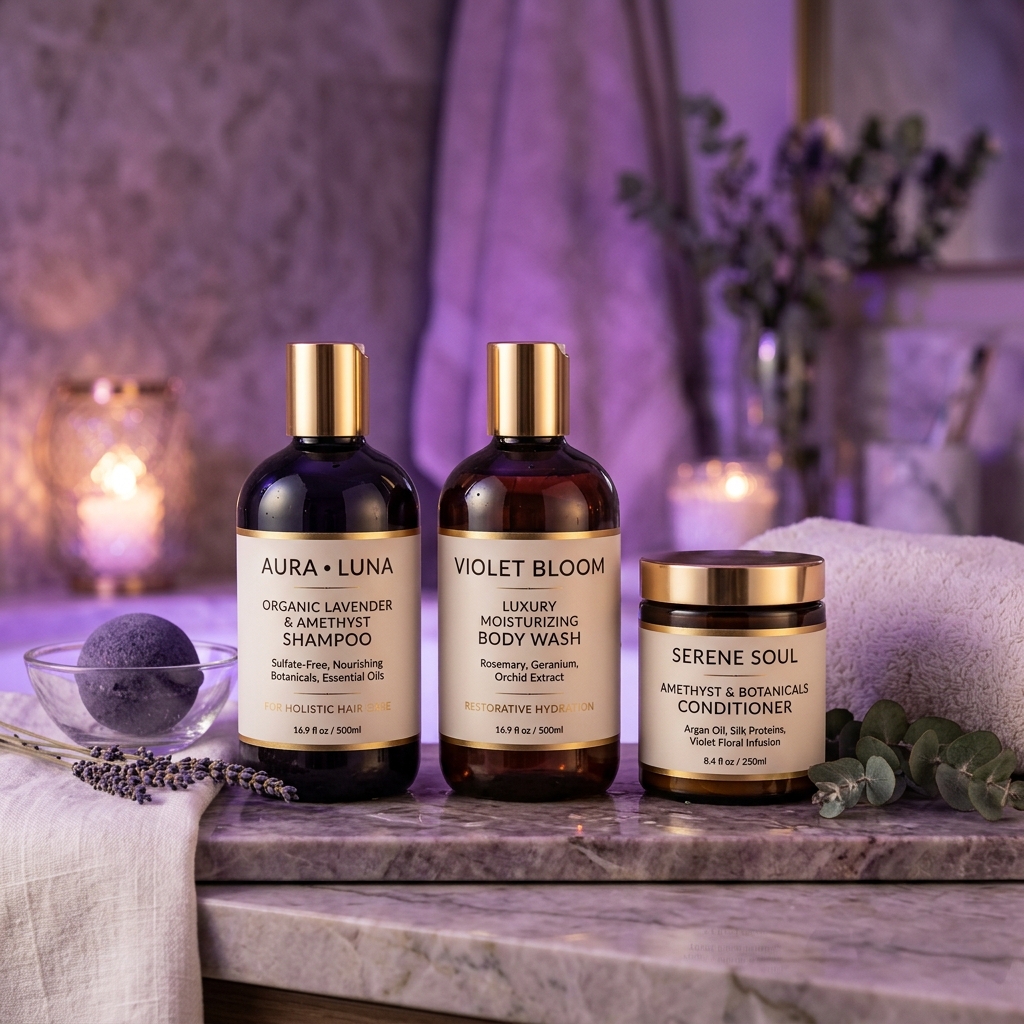 AURA • LUNA
ORGANIC LAVENDER
& AMETHYST
SHAMPOO
Sulfate-Free, Nourishing
Botanicals, Essential Oils
FOR HOLISTIC HAIR
16.9 fl oz / 500ml
VIOLET BLOOM
LUXURY
MOISTURIZING
BODY WASH
Rosemary, Geranium,
Orchid Extract
RESTORATIVE HYDRATION
16.9 fl oz / 500ml
SERENE SOUL
AMETHYST & BOTANICALS
CONDITIONER
Argan Oil, Silk Proteins,
Violet Floral Infusion
8.4 fl oz / 250ml